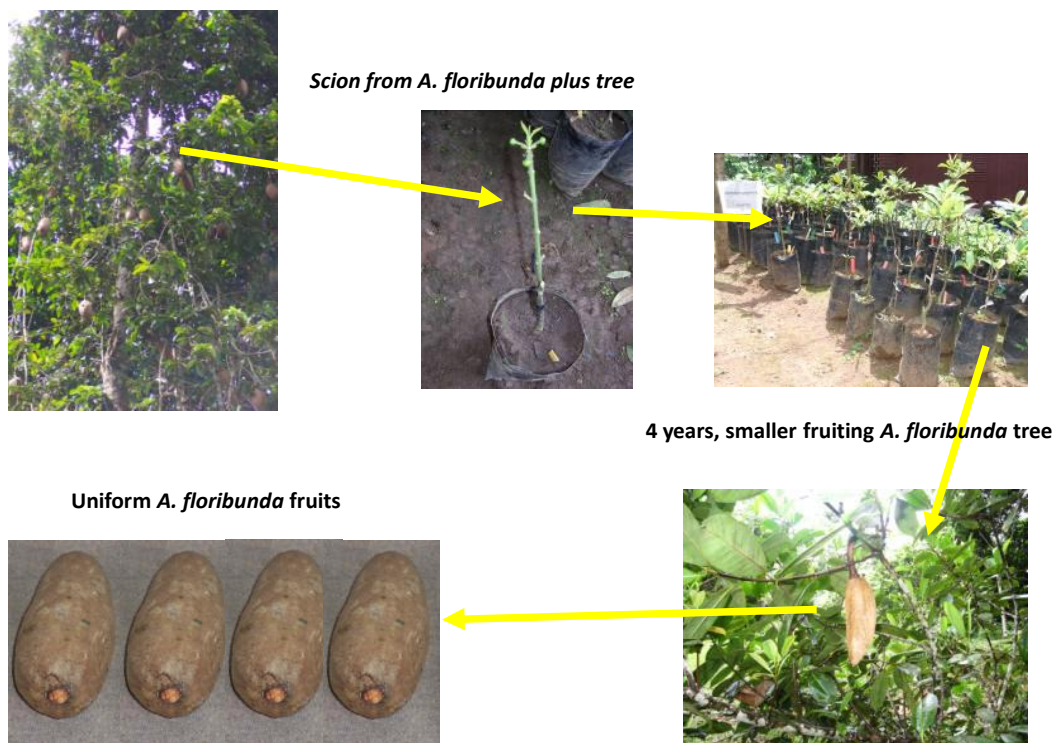 Scion from A. floribunda plus tree
4 years, smaller fruiting A. floribunda tree
Uniform A. floribunda fruits